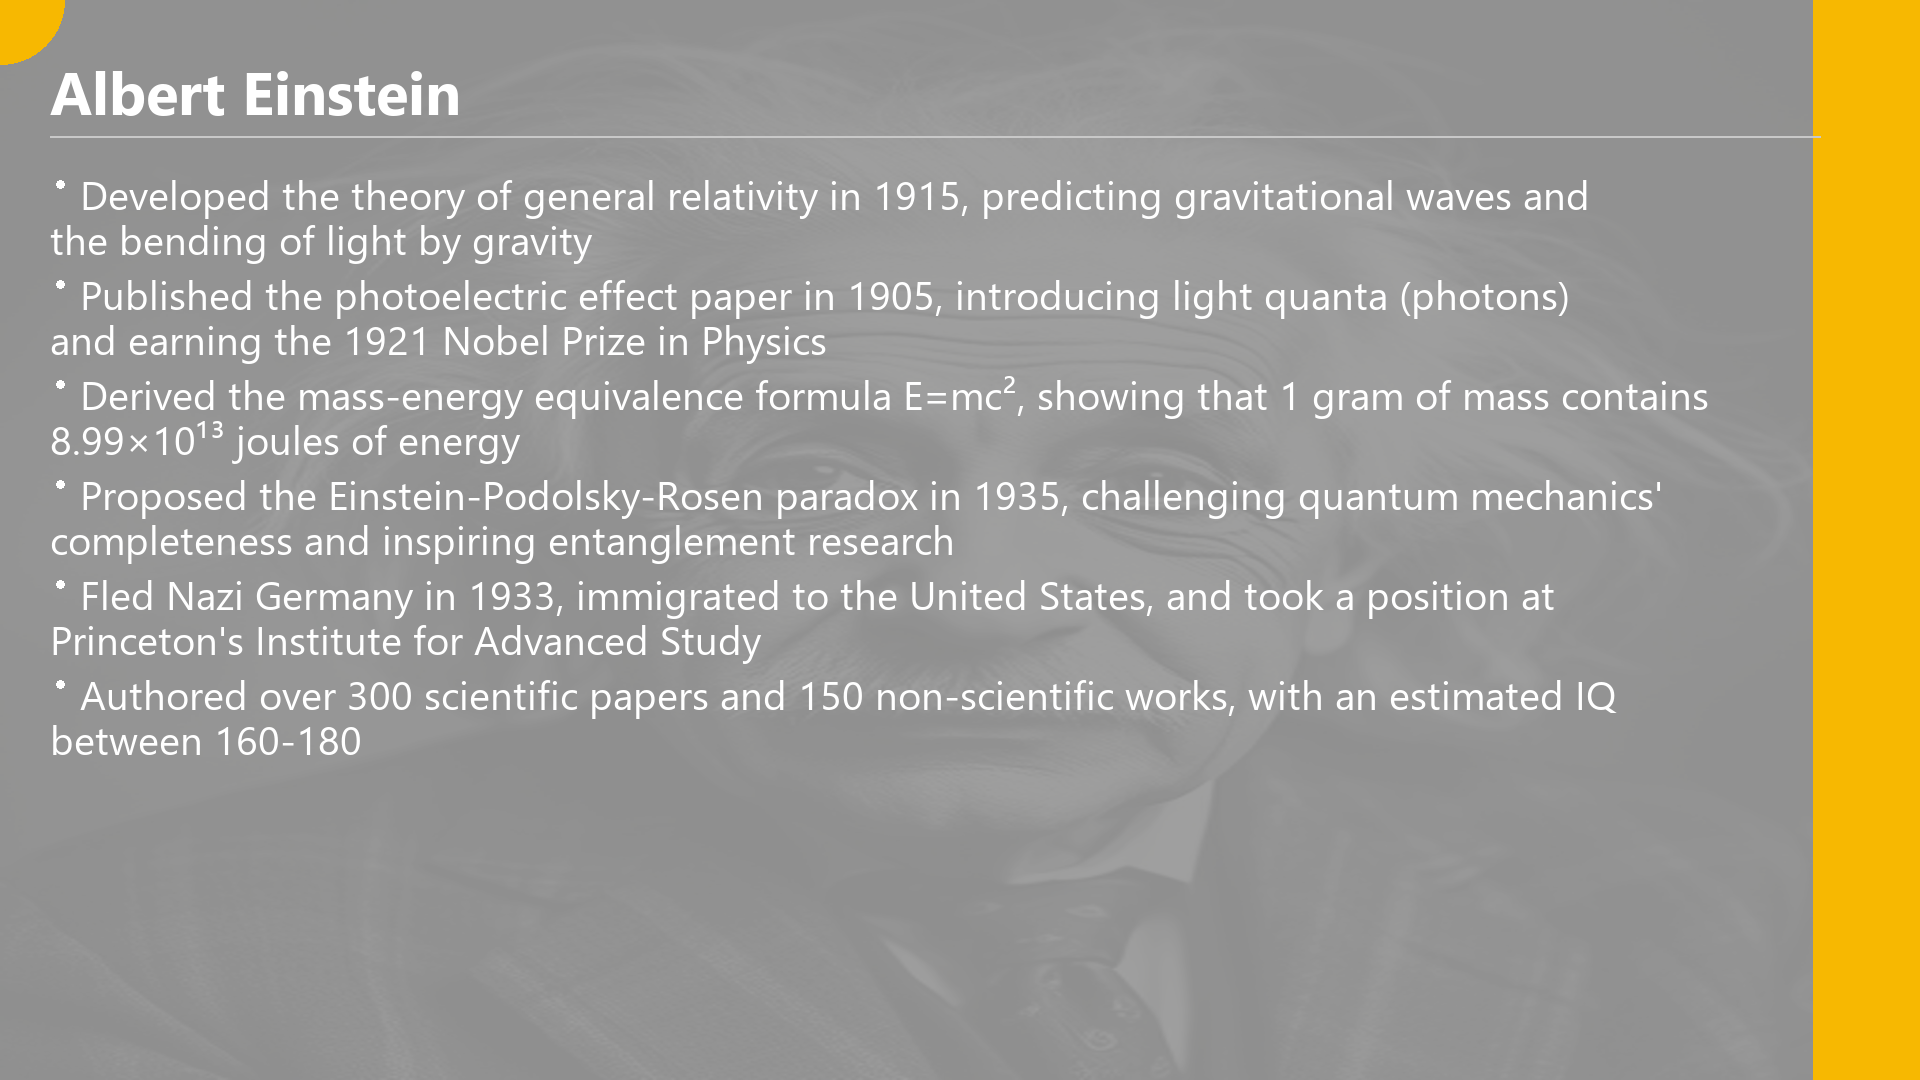 Albert Einstein
• Developed the theory of general relativity in 1915, predicting gravitational waves and
the bending of light by gravity
• Published the photoelectric effect paper in 1905, introducing light quanta (photons)
and earning the 1921 Nobel Prize in Physics
• Derived the mass-energy equivalence formula E=mc², showing that 1 gram of mass contains
8.99×10¹³ joules of energy
• Proposed the Einstein-Podolsky-Rosen paradox in 1935, challenging quantum mechanics'
completeness and inspiring entanglement research
• Fled Nazi Germany in 1933, immigrated to the United States, and took a position at
Princeton's Institute for Advanced Study
• Authored over 300 scientific papers and 150 non-scientific works, with an estimated IQ
between 160-180